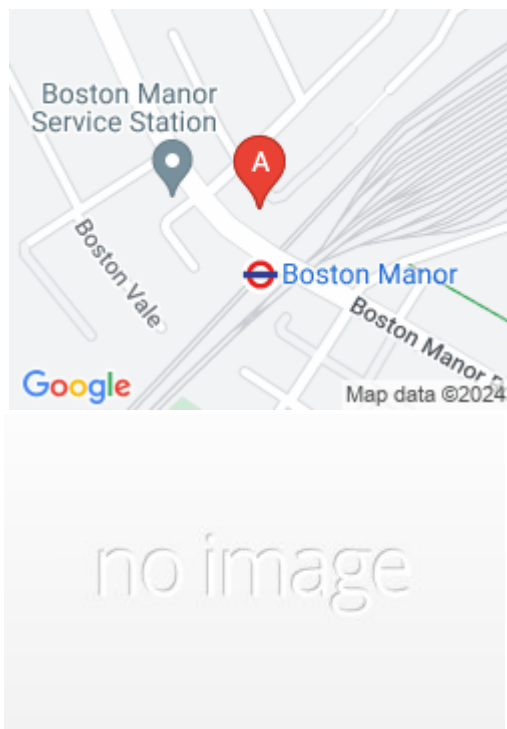 Boston Manor
Service Station
A
Boston Vale
Boston Manor
Boston Manor
Google
Map data ©2024
no image